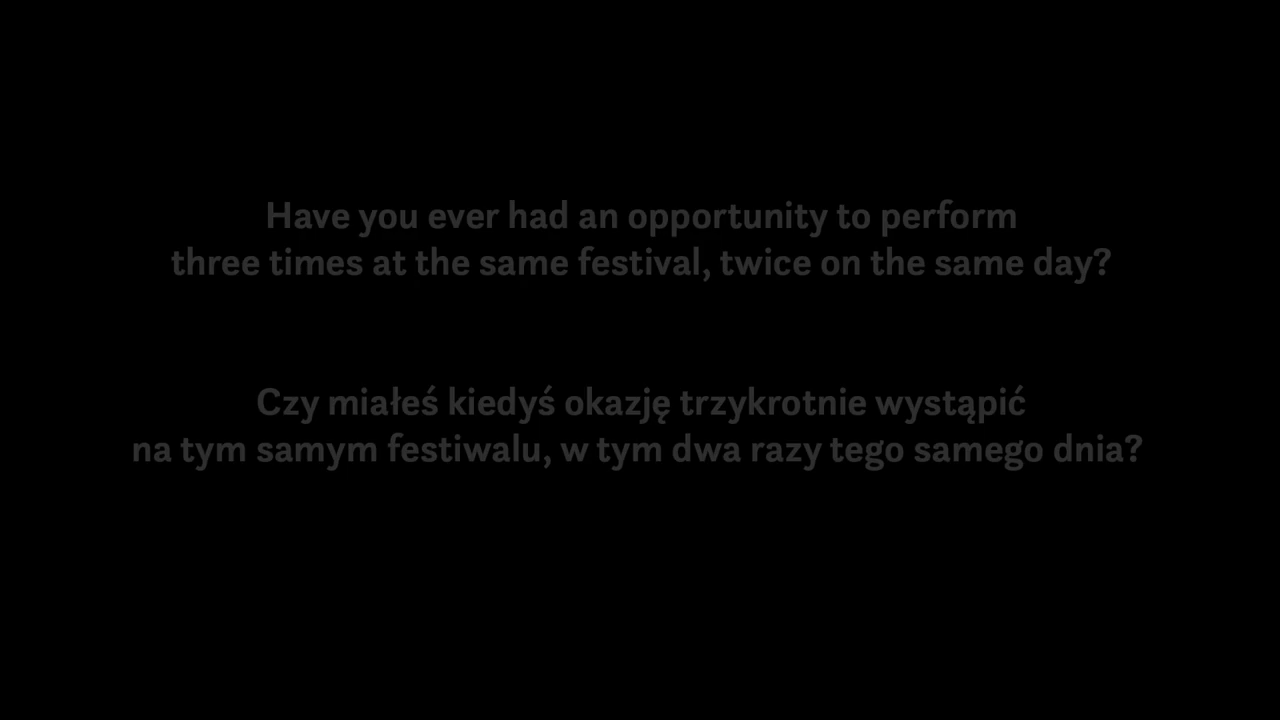 Have you ever had an opportunity to perform
three times at the same festival, twice on the same day?
Czy miałeś kiedyś okazję trzykrotnie wystąpić
na tym samym festiwalu, w tym dwa razy tego samego dnia?